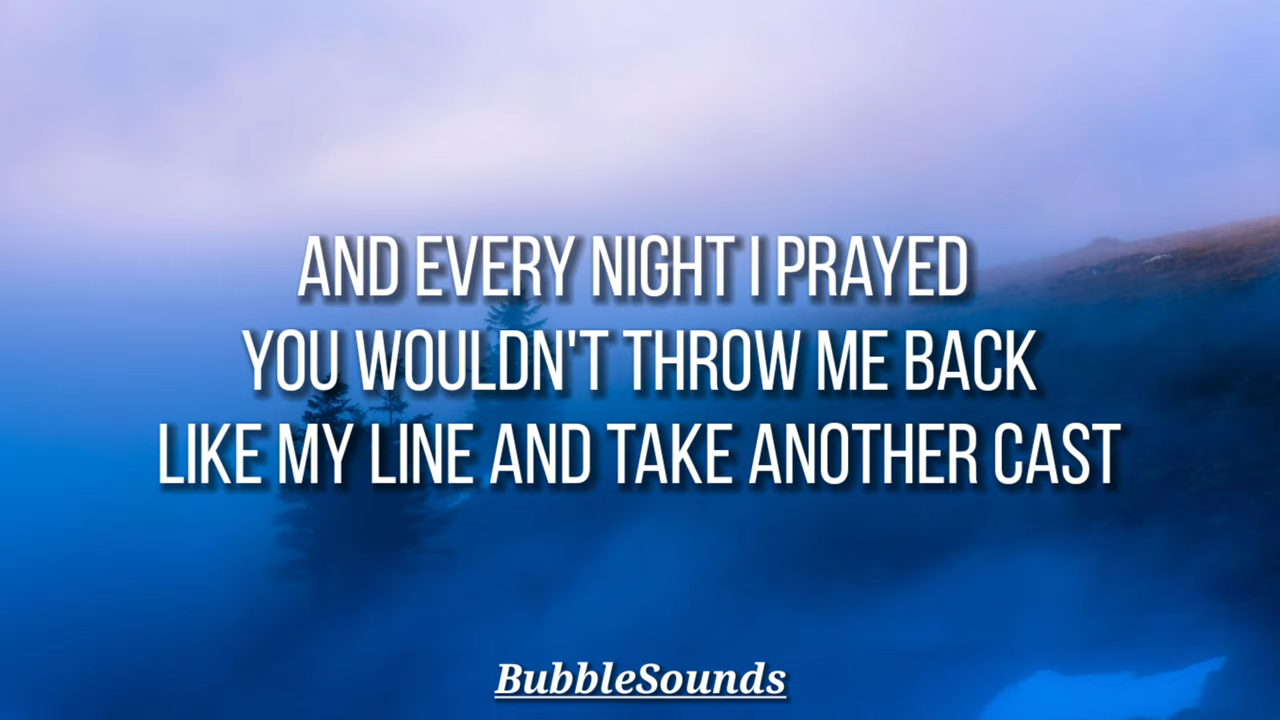 AND EVERY NIGHT I PRAYED
YOU WOULDN'T THROW ME BACK
LIKE MY LINE AND TAKE ANOTHER CAST
BubbleSounds